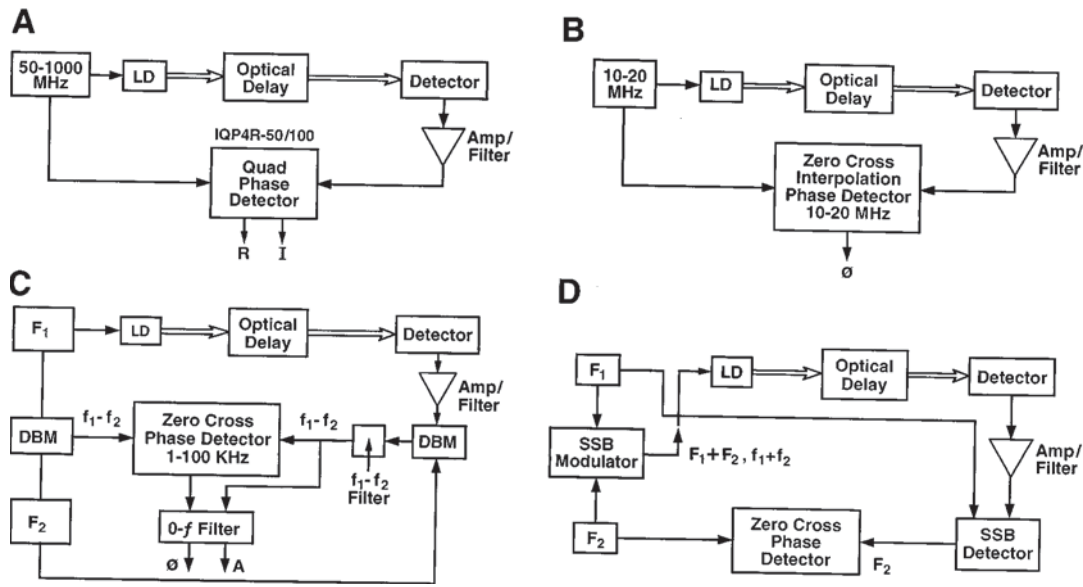 A
50-1000
MHz
LD
Optical
Delay
Detector
Amp/
Filter
IQP4R-50/100
Quad
Phase
Detector
R
I
B
10-20
MHz
LD
Optical
Delay
Detector
Amp/
Filter
Zero Cross
Interpolation
Phase Detector
10-20 MHz
Ø
C
F₁
LD
Optical
Delay
Detector
Amp/
Filter
DBM
f₁-f₂
Zero Cross
Phase Detector
1-100 KHz
f₁-f₂
DBM
f₁-f₂
Filter
F₂
0-f Filter
Ø
A
D
F₁
LD
Optical
Delay
Detector
SSB
Modulator
F₁+F₂, f₁+f₂
Amp/
Filter
F₂
Zero Cross
Phase
Detector
F₂
SSB
Detector